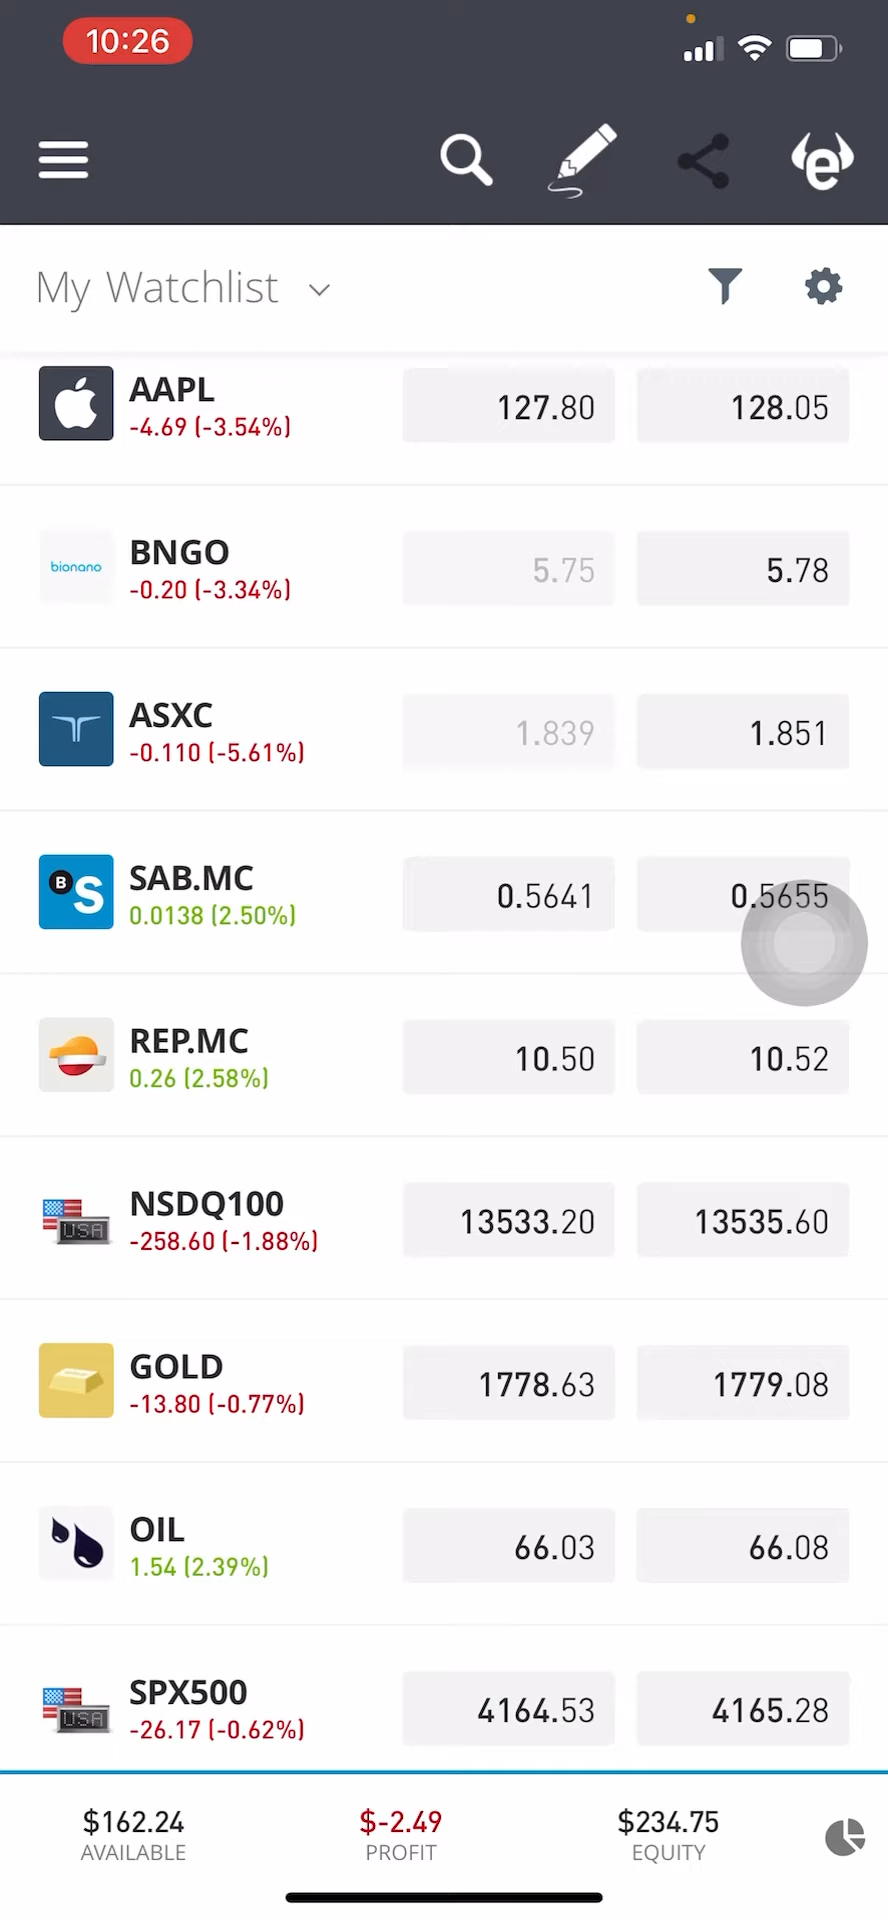 10:26
My Watchlist
AAPL
-4.69 (-3.54%)
127.80
128.05
bionano
BNGO
-0.20 (-3.34%)
5.75
5.78
ASXC
-0.110 (-5.61%)
1.839
1.851
B S
SAB.MC
0.0138 (2.50%)
0.5641
0.5655
REP.MC
0.26 (2.58%)
10.50
10.52
USA
NSDQ100
-258.60 (-1.88%)
13533.20
13535.60
GOLD
-13.80 (-0.77%)
1778.63
1779.08
OIL
1.54 (2.39%)
66.03
66.08
USA
SPX500
-26.17 (-0.62%)
4164.53
4165.28
$162.24
AVAILABLE
$-2.49
PROFIT
$234.75
EQUITY